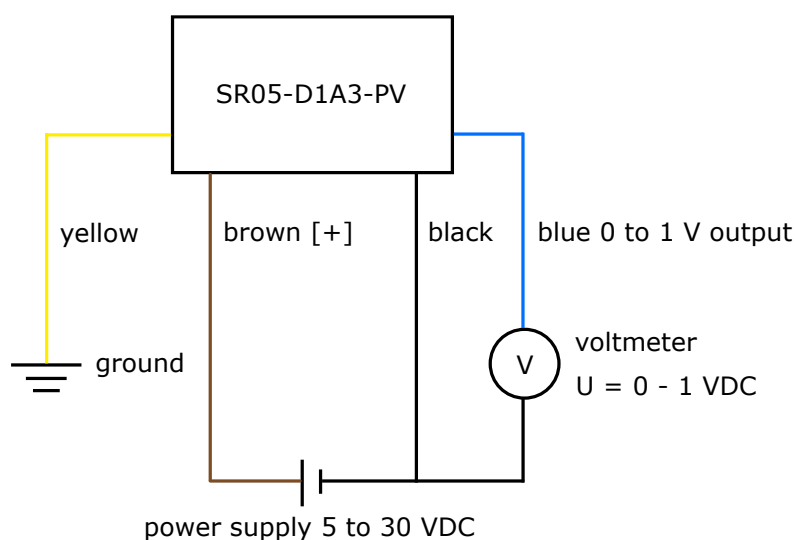 SR05-D1A3-PV
yellow
brown [+]
black
blue 0 to 1 V output
ground
V
voltmeter
U = 0 - 1 VDC
power supply 5 to 30 VDC